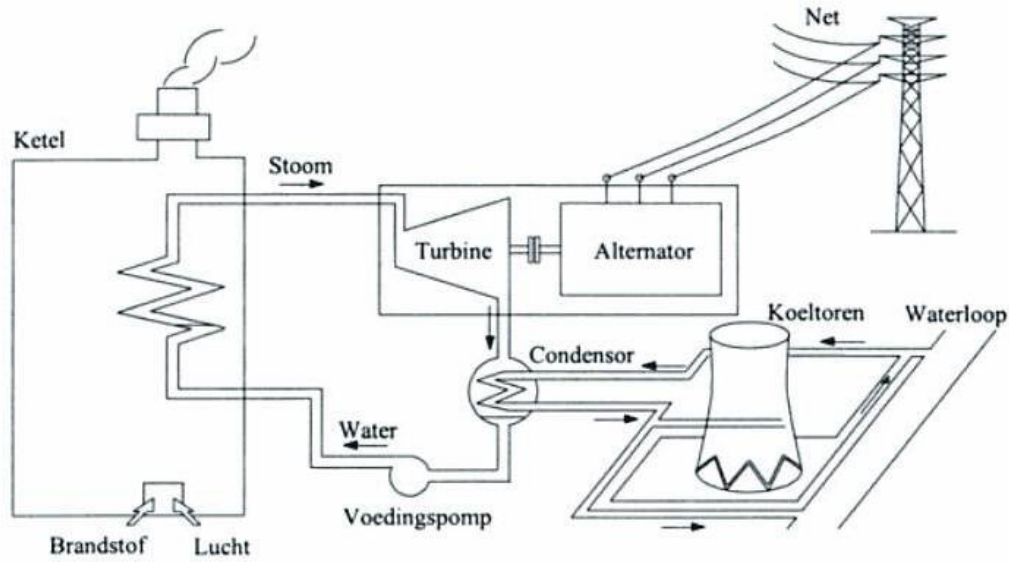 Net
Ketel
Stoom
Turbine
Alternator
Koeltoren
Waterloop
Condensor
Water
Voedingspomp
Brandstof
Lucht